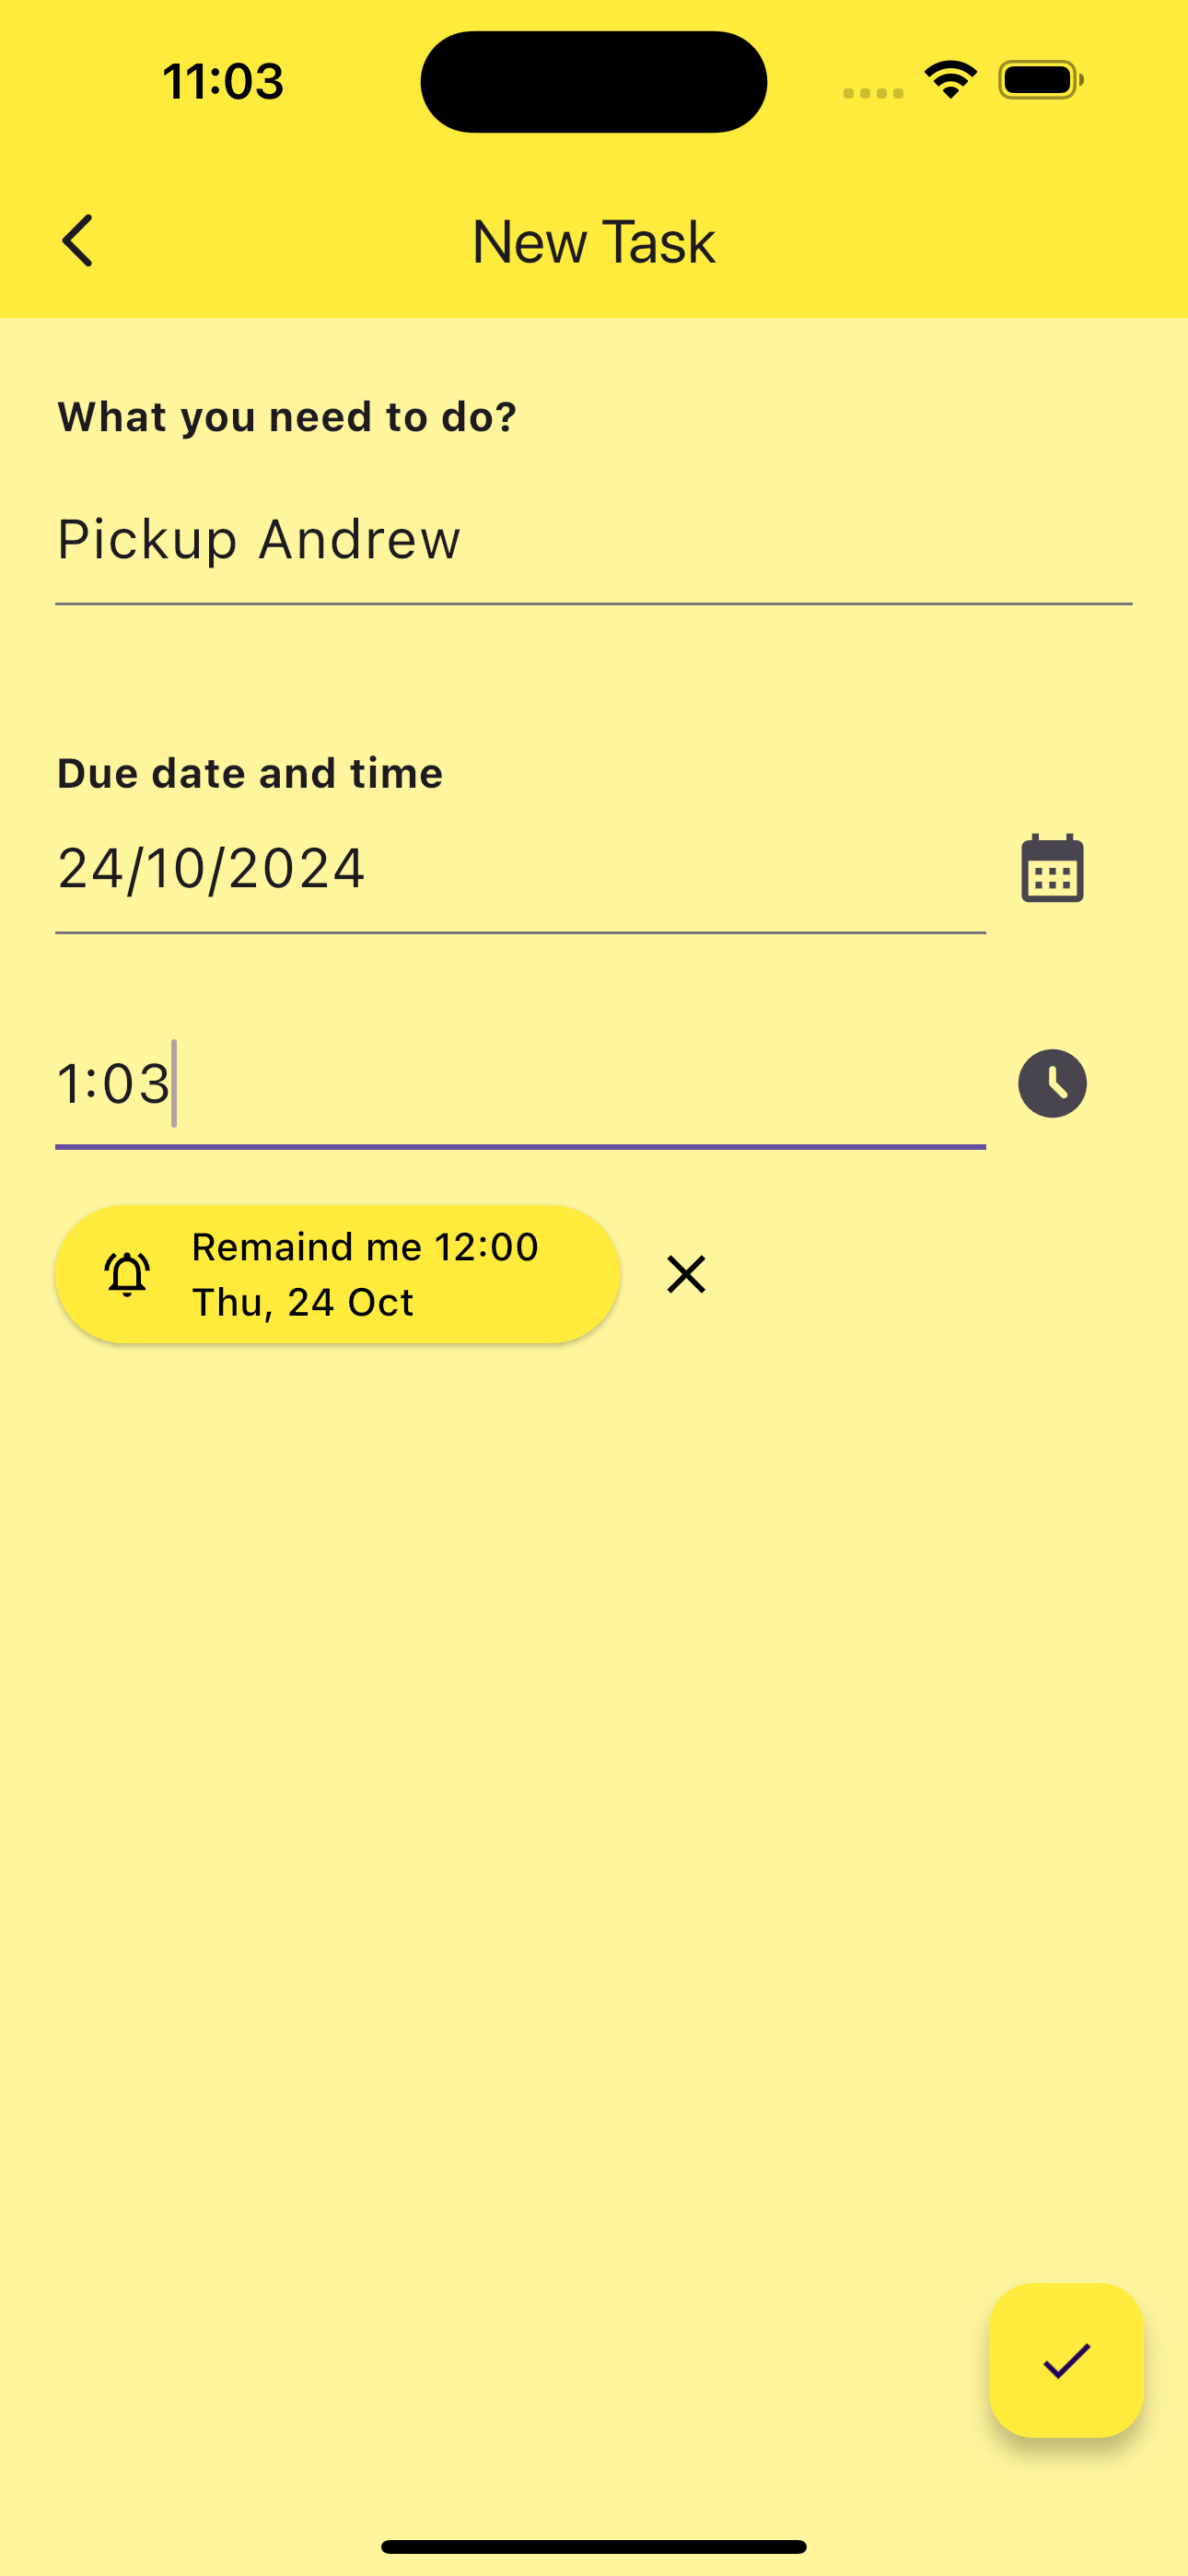 11:03
New Task
What you need to do?
Pickup Andrew
Due date and time
24/10/2024
1:03
Remaind me 12:00
Thu, 24 Oct